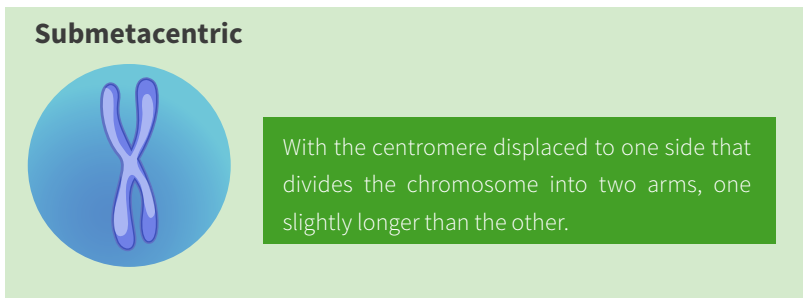 Submetacentric
With the centromere displaced to one side that
divides the chromosome into two arms, one
slightly longer than the other.